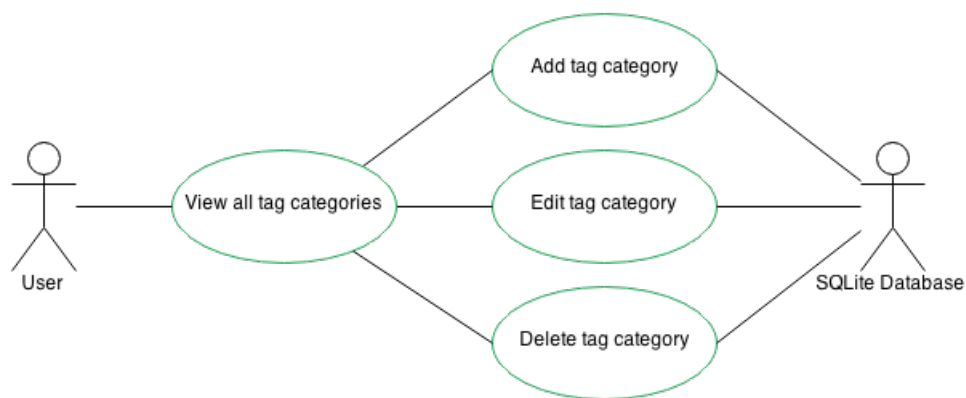 Add tag category
View all tag categories
Edit tag category
User
SQLite Database
Delete tag category